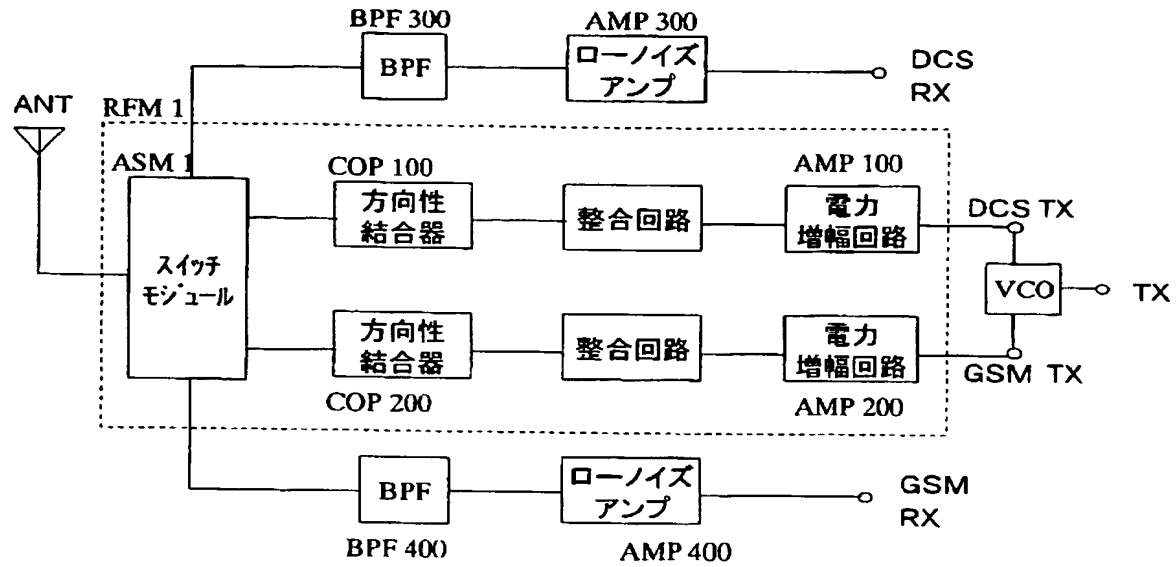 BPF 300
AMP 300
BPF
ローノイズ
アンプ
DCS
RX
ANT
RFM 1
ASM 1
COP 100
AMP 100
方向性
結合器
整合回路
電力
増幅回路
DCS TX
スイッチ
モジュール
VCO
TX
方向性
結合器
整合回路
電力
増幅回路
GSM TX
COP 200
AMP 200
BPF
ローノイズ
アンプ
GSM
RX
BPF 400
AMP 400